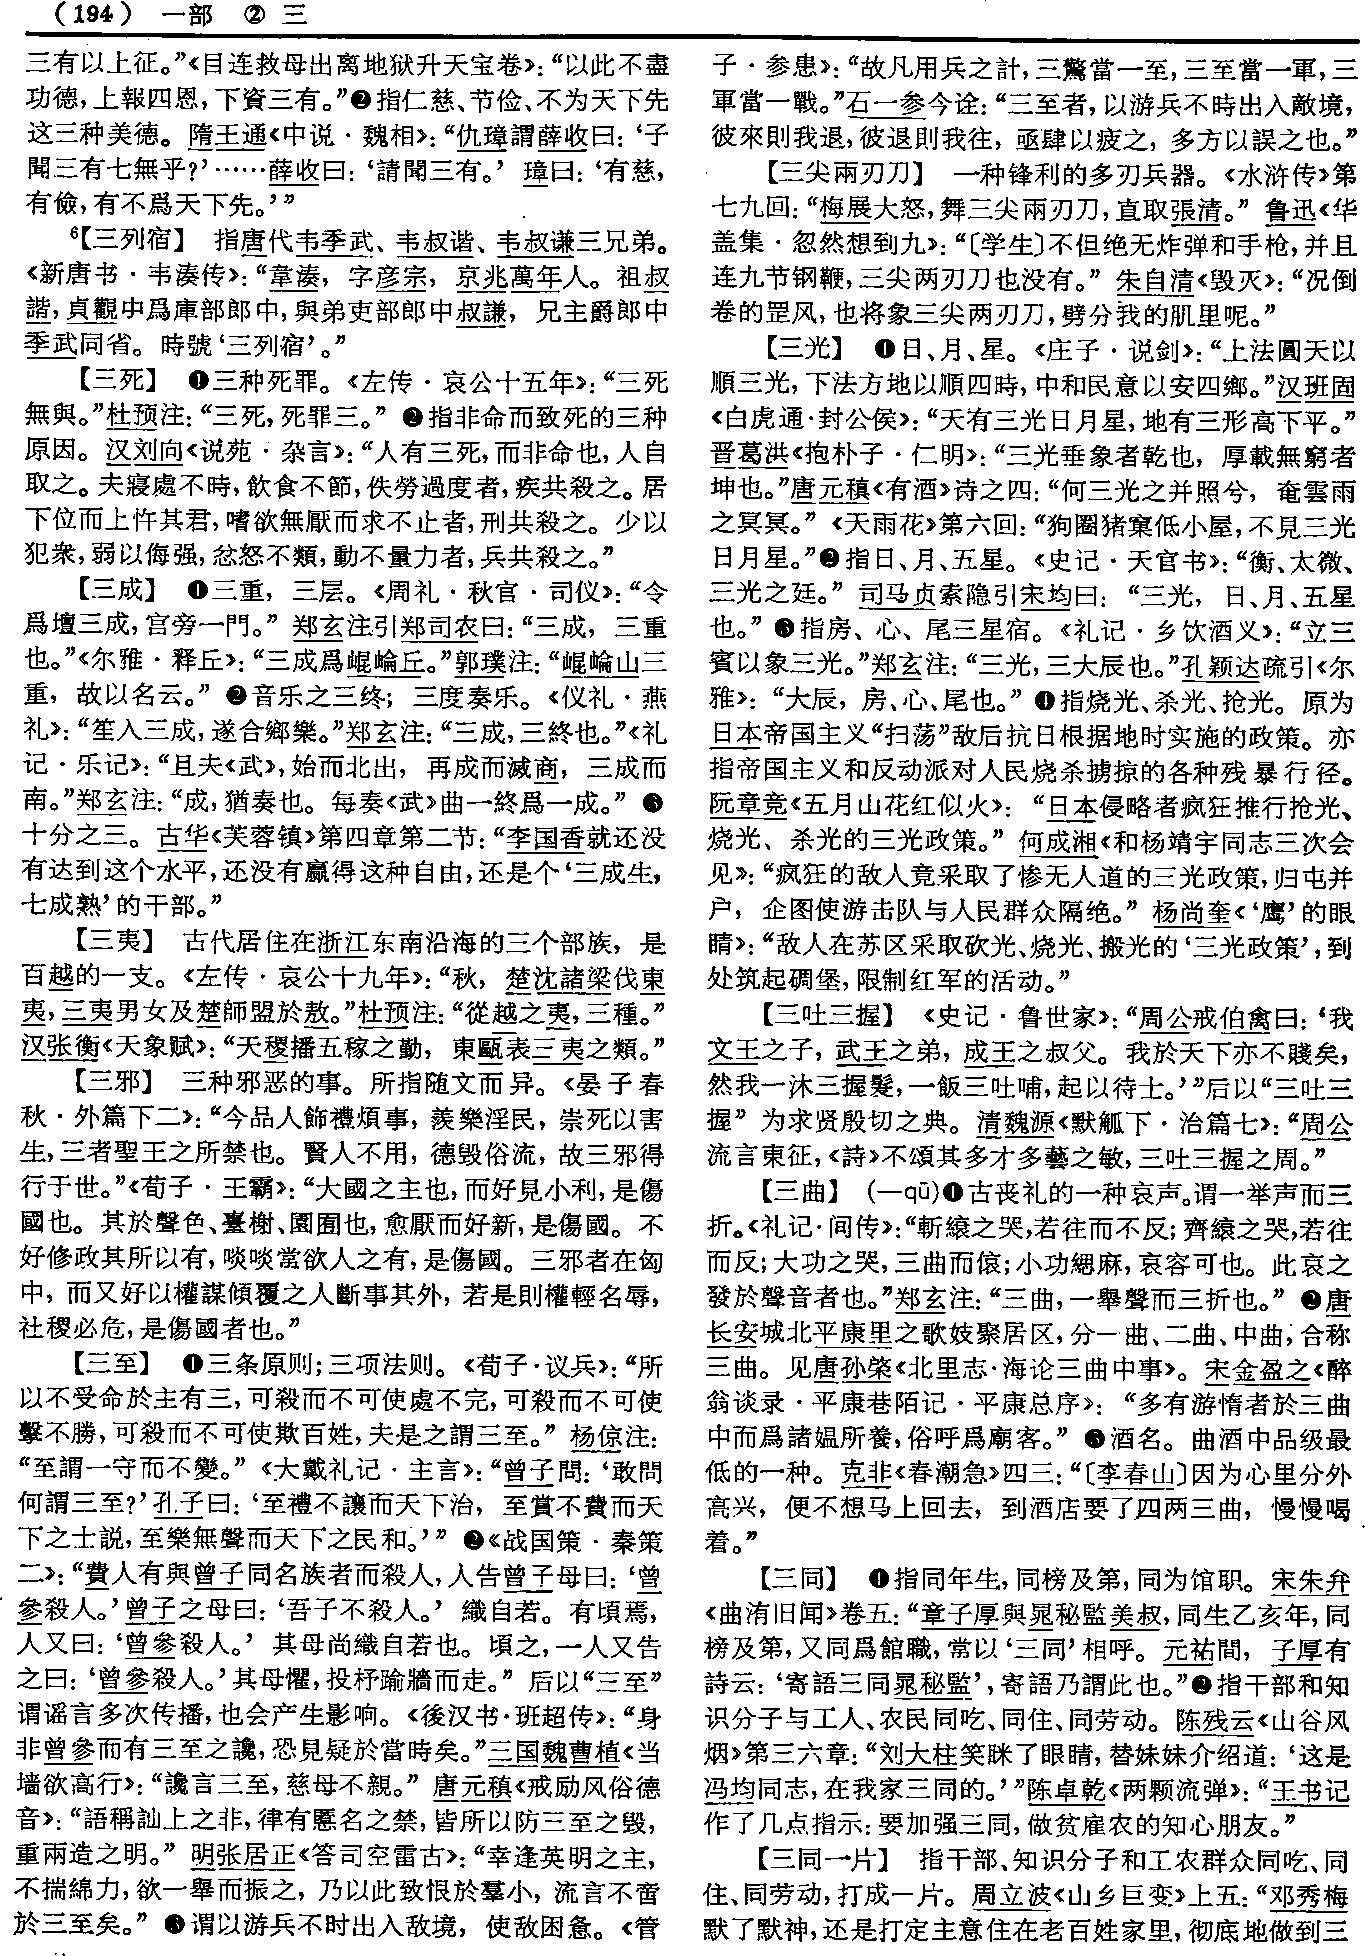 （194） 一部 ② 三
三有以上征。”《目连救母出离地狱升天宝卷》：“以此不盡
功德，上報四恩，下資三有。”❷指仁慈、节俭、不为天下先
这三种美德。隋王通《中说·魏相》：“仇璋謂薛收曰：‘子
聞三有七無乎？’……薛收曰：‘請聞三有。’璋曰：‘有慈，
有儉，有不爲天下先。’”
⁶【三列宿】 指唐代韦季武、韦叔谐、韦叔谦三兄弟。
《新唐书·韦湊传》：“韋湊，字彦宗，京兆萬年人。祖叔
諧，貞觀中爲庫部郎中，與弟吏部郎中叔謙，兄主爵郎中
季武同省。時號‘三列宿’。”
【三死】 ❶三种死罪。《左传·哀公十五年》：“三死
無與。”杜预注：“三死，死罪三。”❷指非命而致死的三种
原因。汉刘向《说苑·杂言》：“人有三死，而非命也，人自
取之。夫寢處不時，飲食不節，佚勞過度者，疾共殺之。居
下位而上忤其君，嗜欲無厭而求不止者，刑共殺之。少以
犯衆，弱以侮强，忿怒不類，動不量力者，兵共殺之。”
【三成】 ❶三重，三层。《周礼·秋官·司仪》：“令
爲壇三成，宫旁一門。”郑玄注引郑司农曰：“三成，三重
也。”《尔雅·释丘》：“三成爲崐崘丘。”郭璞注：“崐崘山三
重，故以名云。”❷音乐之三终；三度奏乐。《仪礼·燕
礼》：“笙入三成，遂合鄉樂。”郑玄注：“三成，三終也。”《礼
记·乐记》：“且夫《武》，始而北出，再成而滅商，三成而
南。”郑玄注：“成，猶奏也。每奏《武》曲一終爲一成。”❸
十分之三。古华《芙蓉镇》第四章第二节：“李国香就还没
有达到这个水平，还没有赢得这种自由，还是个‘三成生，
七成熟’的干部。”
【三夷】 古代居住在浙江东南沿海的三个部族，是
百越的一支。《左传·哀公十九年》：“秋，楚沈諸梁伐東
夷，三夷男女及楚師盟於敖。”杜预注：“從越之夷，三種。”
汉张衡《天象赋》：“天稷播五稼之勤，東甌表三夷之類。”
【三邪】 三种邪恶的事。所指随文而异。《晏子春
秋·外篇下二》：“今品人飾禮煩事，羨樂淫民，崇死以害
生，三者聖王之所禁也。賢人不用，德毁俗流，故三邪得
行于世。”《荀子·王霸》：“大國之主也，而好見小利，是傷
國也。其於聲色、臺榭、園囿也，愈厭而好新，是傷國。不
好修政其所以有，啖啖常欲人之有，是傷國。三邪者在匈
中，而又好以權謀傾覆之人斷事其外，若是則權輕名辱，
社稷必危，是傷國者也。”
【三至】 ❶三条原则；三项法则。《荀子·议兵》：“所
以不受命於主有三，可殺而不可使處不完，可殺而不可使
擊不勝，可殺而不可使欺百姓，夫是之謂三至。”杨倞注：
“至謂一守而不變。”《大戴礼记·主言》：“曾子問：‘敢問
何謂三至？’孔子曰：‘至禮不讓而天下治，至賞不費而天
下之士説，至樂無聲而天下之民和。’”❷《战国策·秦策
二》：“費人有與曾子同名族者而殺人，人告曾子母曰：‘曾
參殺人。’曾子之母曰：‘吾子不殺人。’織自若。有頃焉，
人又曰：‘曾參殺人。’其母尚織自若也。頃之，一人又告
之曰：‘曾參殺人。’其母懼，投杼踰牆而走。”后以“三至”
谓谣言多次传播，也会产生影响。《後汉书·班超传》：“身
非曾參而有三至之讒，恐見疑於當時矣。”三国魏曹植《当
墙欲高行》：“讒言三至，慈母不親。”唐元稹《戒励风俗德
音》：“語稱訕上之非，律有慝名之禁，皆所以防三至之毁，
重兩造之明。”明张居正《答司空雷古》：“幸逢英明之主，
不揣綿力，欲一舉而振之，乃以此致恨於羣小，流言不啻
於三至矣。”❸谓以游兵不时出入敌境，使敌困惫。《管
子·参患》：“故凡用兵之計，三驚當一至，三至當一軍，三
軍當一戰。”石一参今诠：“三至者，以游兵不時出入敵境，
彼來則我退，彼退則我往，亟肆以疲之，多方以誤之也。”
【三尖兩刃刀】 一种锋利的多刃兵器。《水浒传》第
七九回：“梅展大怒，舞三尖兩刃刀，直取張清。”鲁迅《华
盖集·忽然想到九》：“〔学生〕不但绝无炸弹和手枪，并且
连九节钢鞭，三尖两刃刀也没有。”朱自清《毁灭》：“况倒
卷的罡风，也将象三尖两刃刀，劈分我的肌里呢。”
【三光】 ❶日、月、星。《庄子·说剑》：“上法圓天以
順三光，下法方地以順四時，中和民意以安四鄉。”汉班固
《白虎通·封公侯》：“天有三光日月星，地有三形高下平。”
晋葛洪《抱朴子·仁明》：“三光垂象者乾也，厚載無窮者
坤也。”唐元稹《有酒》诗之四：“何三光之并照兮，奄雲雨
之冥冥。”《天雨花》第六回：“狗圈猪窠低小屋，不見三光
日月星。”❷指日、月、五星。《史记·天官书》：“衡、太微、
三光之廷。”司马贞索隐引宋均曰：“三光，日、月、五星
也。”❸指房、心、尾三星宿。《礼记·乡饮酒义》：“立三
賓以象三光。”郑玄注：“三光，三大辰也。”孔颖达疏引《尔
雅》：“大辰，房、心、尾也。”❹指烧光、杀光、抢光。原为
日本帝国主义“扫荡”敌后抗日根据地时实施的政策。亦
指帝国主义和反动派对人民烧杀掳掠的各种残暴行径。
阮章竞《五月山花红似火》：“日本侵略者疯狂推行抢光、
烧光、杀光的三光政策。”何成湘《和杨靖宇同志三次会
见》：“疯狂的敌人竟采取了惨无人道的三光政策，归屯并
户，企图使游击队与人民群众隔绝。”杨尚奎《‘鹰’的眼
睛》：“敌人在苏区采取砍光、烧光、搬光的‘三光政策’，到
处筑起碉堡，限制红军的活动。”
【三吐三握】 《史记·鲁世家》：“周公戒伯禽曰：‘我
文王之子，武王之弟，成王之叔父。我於天下亦不賤矣，
然我一沐三握髮，一飯三吐哺，起以待士。’”后以“三吐三
握”为求贤殷切之典。清魏源《默觚下·治篇七》：“周公
流言東征，《詩》不頌其多才多藝之敏，三吐三握之周。”
【三曲】 （—qū）❶古丧礼的一种哀声。谓一举声而三
折。《礼记·间传》：“斬縗之哭，若往而不反；齊縗之哭，若往
而反；大功之哭，三曲而偯；小功緦麻，哀容可也。此哀之
發於聲音者也。”郑玄注：“三曲，一舉聲而三折也。”❷唐
长安城北平康里之歌妓聚居区，分一曲、二曲、中曲，合称
三曲。见唐孙棨《北里志·海论三曲中事》。宋金盈之《醉
翁谈录·平康巷陌记·平康总序》：“多有游惰者於三曲
中而爲諸媪所養，俗呼爲廟客。”❸酒名。曲酒中品级最
低的一种。克非《春潮急》四三：“〔李春山〕因为心里分外
高兴，便不想马上回去，到酒店要了四两三曲，慢慢喝
着。”
【三同】 ❶指同年生，同榜及第，同为馆职。宋朱弁
《曲洧旧闻》卷五：“章子厚與晁秘監美叔，同生乙亥年，同
榜及第，又同爲館職，常以‘三同’相呼。元祐間，子厚有
詩云：‘寄語三同晁秘監’，寄語乃謂此也。”❷指干部和知
识分子与工人、农民同吃、同住、同劳动。陈残云《山谷风
烟》第三六章：“刘大柱笑眯了眼睛，替妹妹介绍道：‘这是
冯均同志，在我家三同的。’”陈卓乾《两颗流弹》：“王书记
作了几点指示：要加强三同，做贫雇农的知心朋友。”
【三同一片】 指干部、知识分子和工农群众同吃、同
住、同劳动，打成一片。周立波《山乡巨变》上五：“邓秀梅
默了默神，还是打定主意住在老百姓家里，彻底地做到三